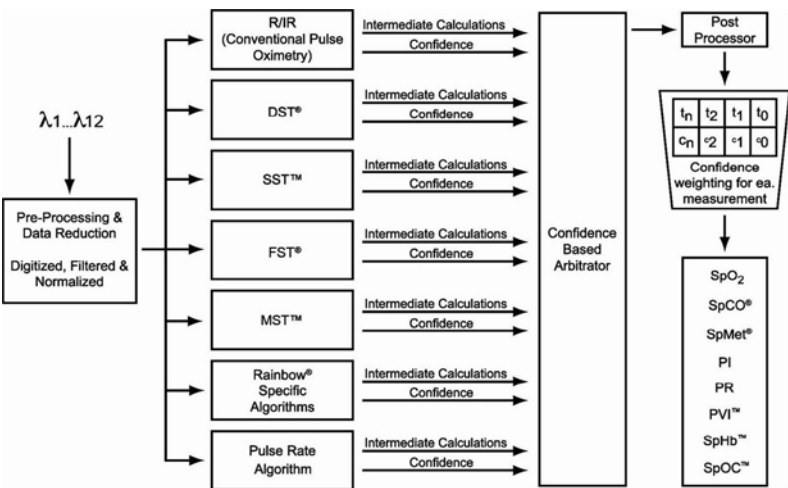 λ1...λ12
Pre-Processing &
Data Reduction
Digitized, Filtered &
Normalized
R/IR
(Conventional Pulse
Oximetry)
Intermediate Calculations
Confidence
DST®
Intermediate Calculations
Confidence
SST™
Intermediate Calculations
Confidence
FST®
Intermediate Calculations
Confidence
MST™
Intermediate Calculations
Confidence
Rainbow®
Specific
Algorithms
Intermediate Calculations
Confidence
Pulse Rate
Algorithm
Intermediate Calculations
Confidence
Confidence
Based
Arbitrator
Post
Processor
tn t2 t1 t0
cn c2 c1 c0
Confidence
weighting for ea.
measurement
SpO2
SpCO®
SpMet®
PI
PR
PVI™
SpHb™
SpOC™